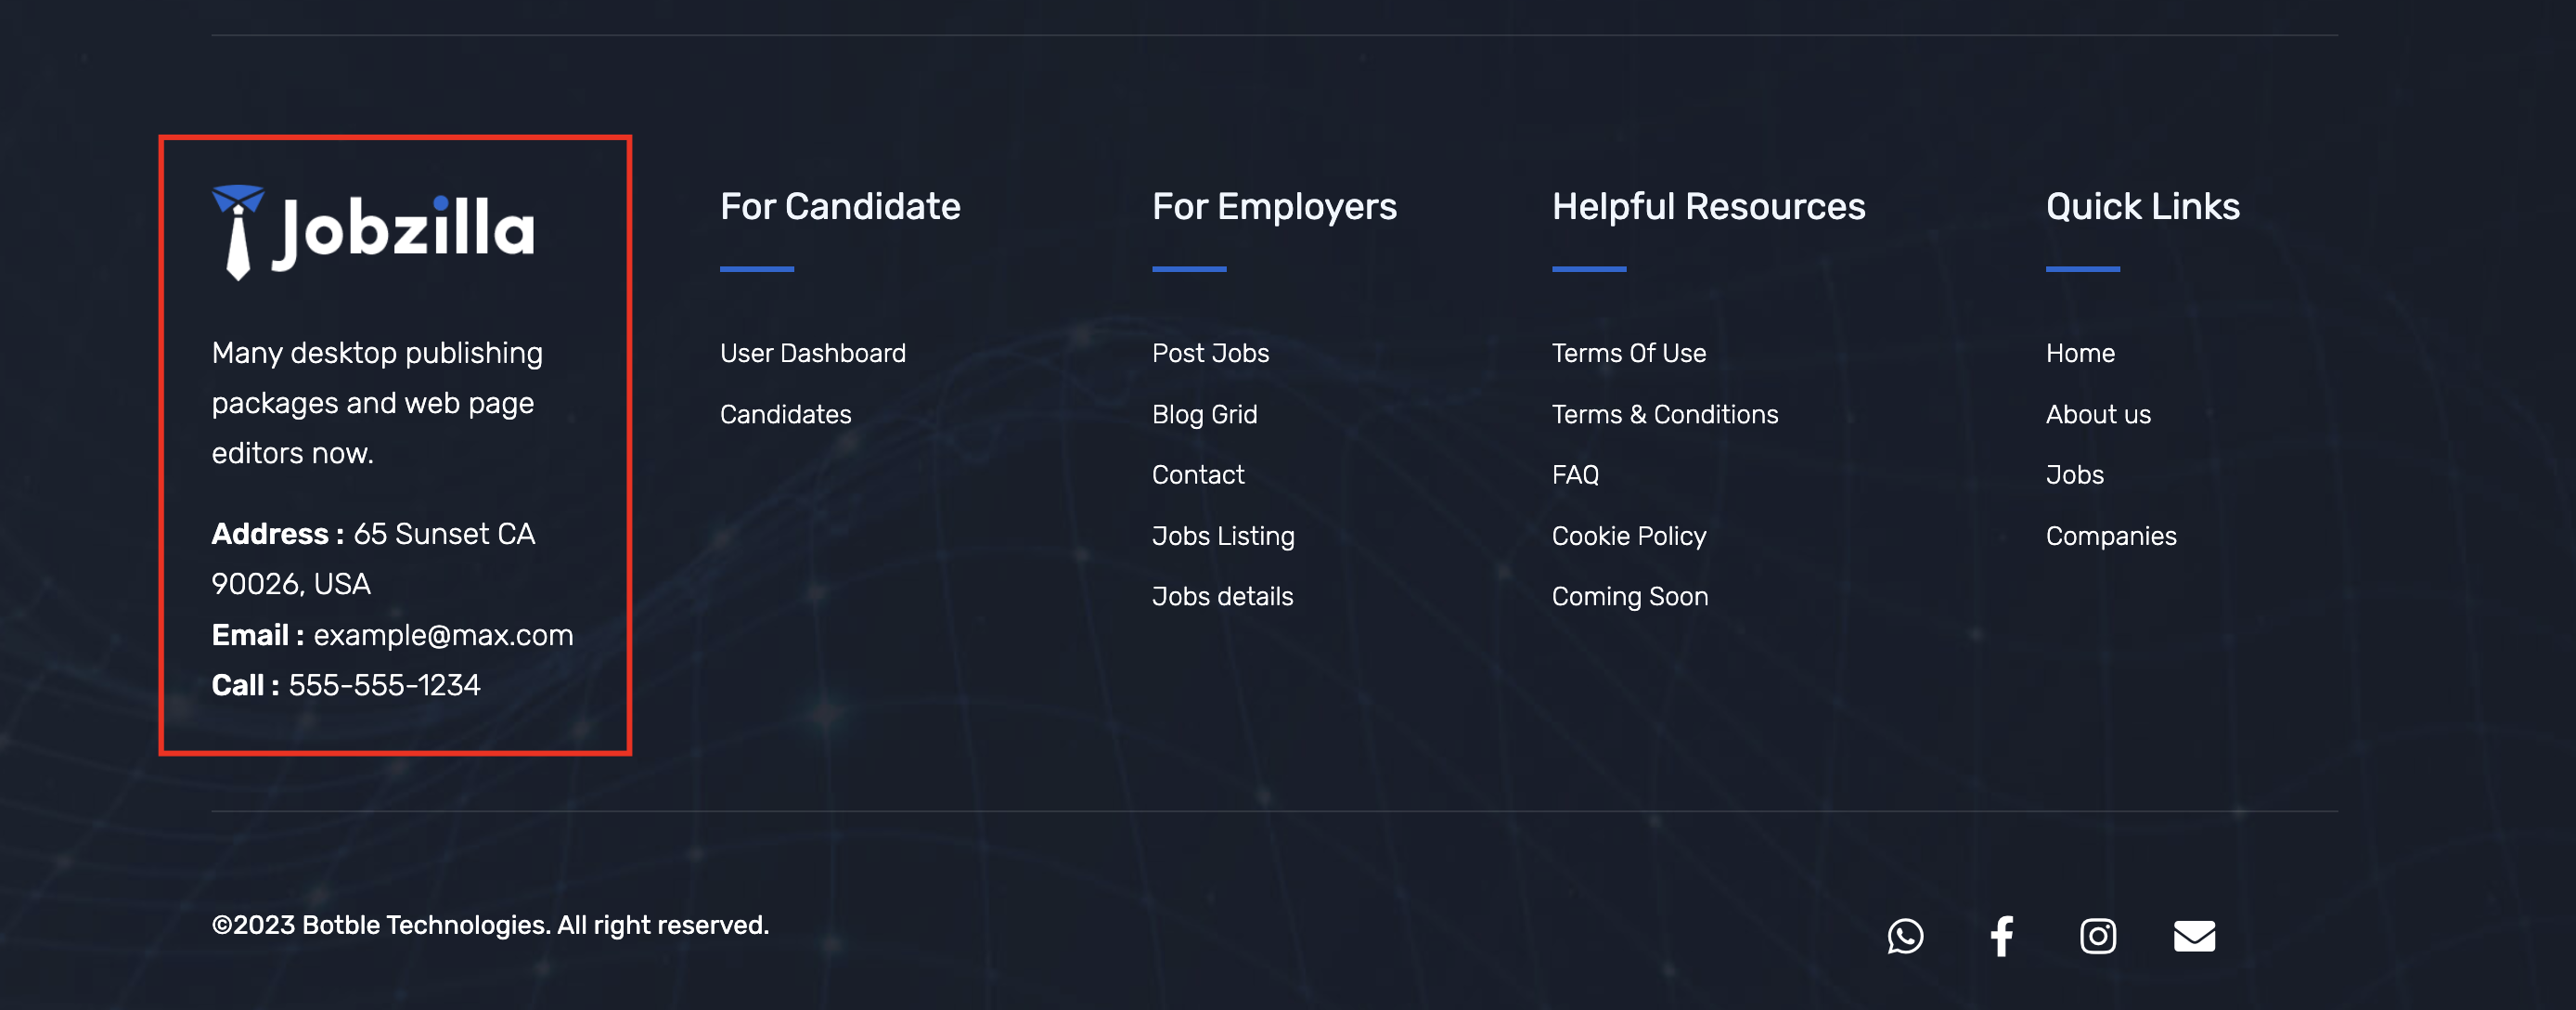 Jobzilla
Many desktop publishing
packages and web page
editors now.
Address : 65 Sunset CA
90026, USA
Email : example@max.com
Call : 555-555-1234
For Candidate
User Dashboard
Candidates
For Employers
Post Jobs
Blog Grid
Contact
Jobs Listing
Jobs details
Helpful Resources
Terms Of Use
Terms & Conditions
FAQ
Cookie Policy
Coming Soon
Quick Links
Home
About us
Jobs
Companies
©2023 Botble Technologies. All right reserved.